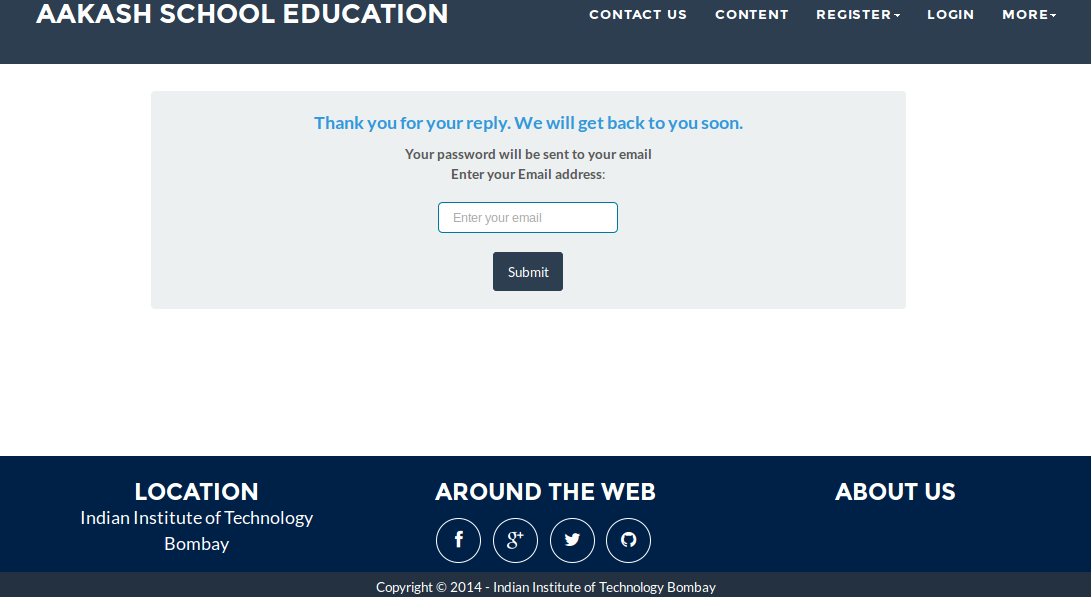 AAKASH SCHOOL EDUCATION
CONTACT US CONTENT REGISTER LOGIN MORE
Thank you for your reply. We will get back to you soon.
Your password will be sent to your email
Enter your Email address:
Enter your email
Submit
LOCATION
Indian Institute of Technology
Bombay
AROUND THE WEB
f
g+
ABOUT US
Copyright © 2014 - Indian Institute of Technology Bombay